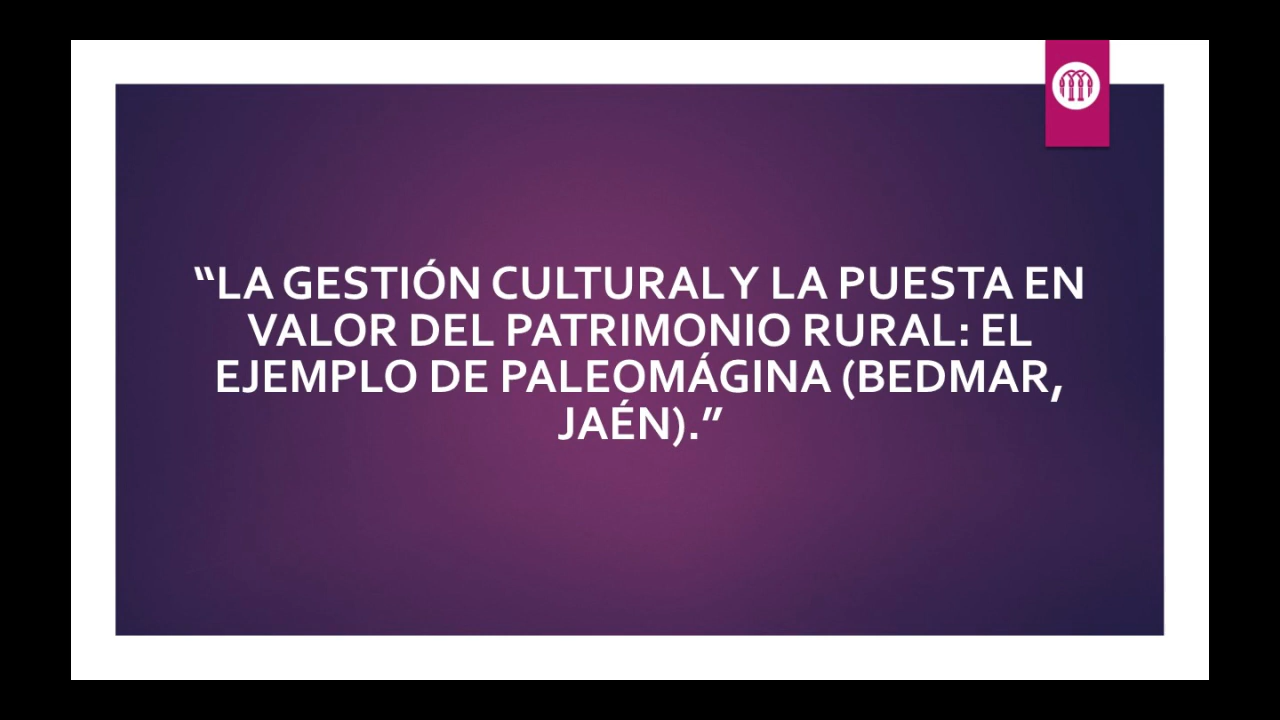 “LA GESTIÓN CULTURAL Y LA PUESTA EN
VALOR DEL PATRIMONIO RURAL: EL
EJEMPLO DE PALEOMÁGINA (BEDMAR,
JAÉN).”